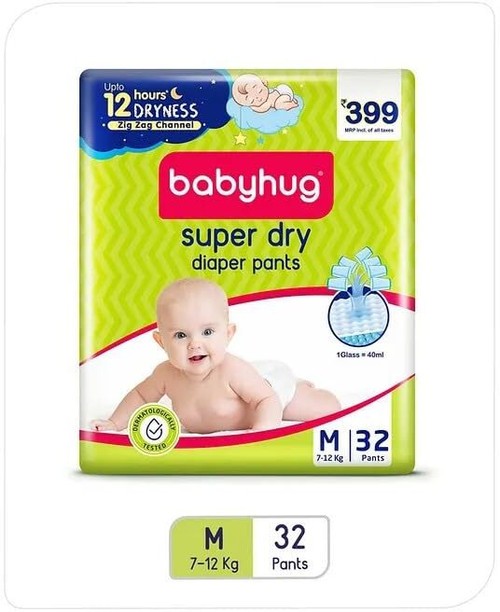 Upto
12 hours'
DRYNESS
Zig Zag Channel
₹399
MRP Incl. of all taxes
babyhug®
super dry
diaper pants
1Glass = 40ml
DERMATOLOGICALLY
TESTED
M 32
7-12 Kg Pants
M 32
7-12 Kg Pants